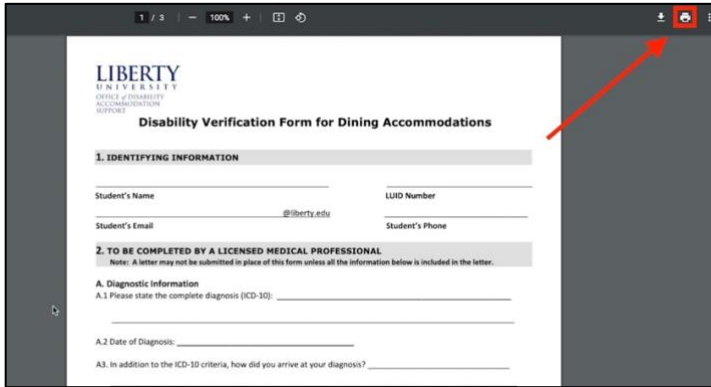 1 / 3 | − 100% +
LIBERTY
UNIVERSITY
OFFICE of DISABILITY
ACCOMMODATION
SUPPORT
Disability Verification Form for Dining Accommodations
1. IDENTIFYING INFORMATION
Student's Name LUID Number
@liberty.edu
Student's Email Student's Phone
2. TO BE COMPLETED BY A LICENSED MEDICAL PROFESSIONAL
Note: A letter may not be submitted in place of this form unless all the information below is included in the letter.
A. Diagnostic Information
A.1 Please state the complete diagnosis (ICD-10):
A.2 Date of Diagnosis:
A3. In addition to the ICD-10 criteria, how did you arrive at your diagnosis?